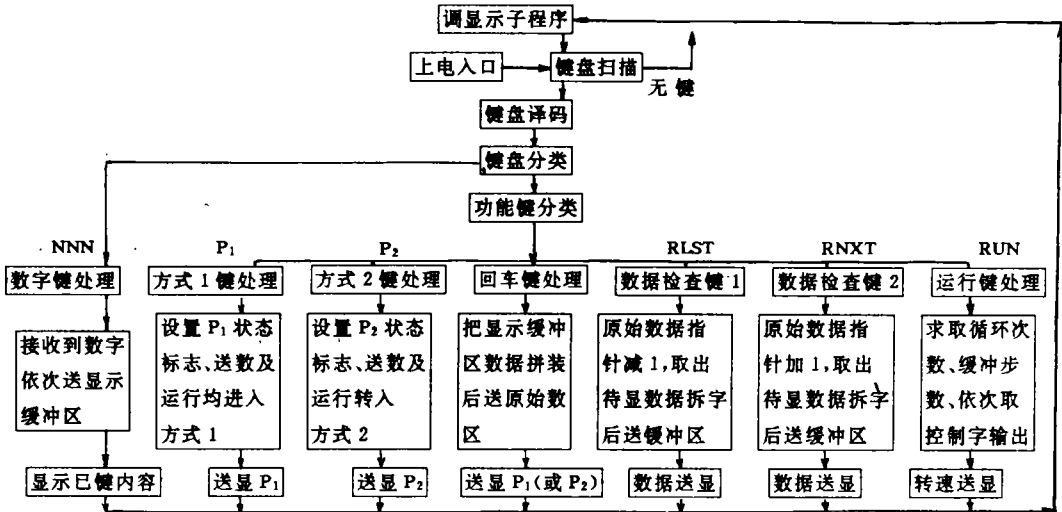 调显示子程序
上电入口
键盘扫描
无键
键盘译码
键盘分类
功能键分类
NNN
P₁
P₂
RLST
RNXT
RUN
数字键处理
方式1键处理
方式2键处理
回车键处理
数据检查键1
数据检查键2
运行键处理
接收到数字
依次送显示
缓冲区
设置P₁状态
标志、送数及
运行均进入
方式1
设置P₂状态
标志、送数及
运行转入
方式2
把显示缓冲
区数据拼装
后送原始数
区
原始数据指
针减1,取出
待显数据拆字
后送缓冲区
原始数据指
针加1,取出
待显数据拆字
后送缓冲区
求取循环次
数、缓冲步
数、依次取
控制字输出
显示已键内容
送显P₁
送显P₂
送显P₁(或P₂)
数据送显
数据送显
转速送显